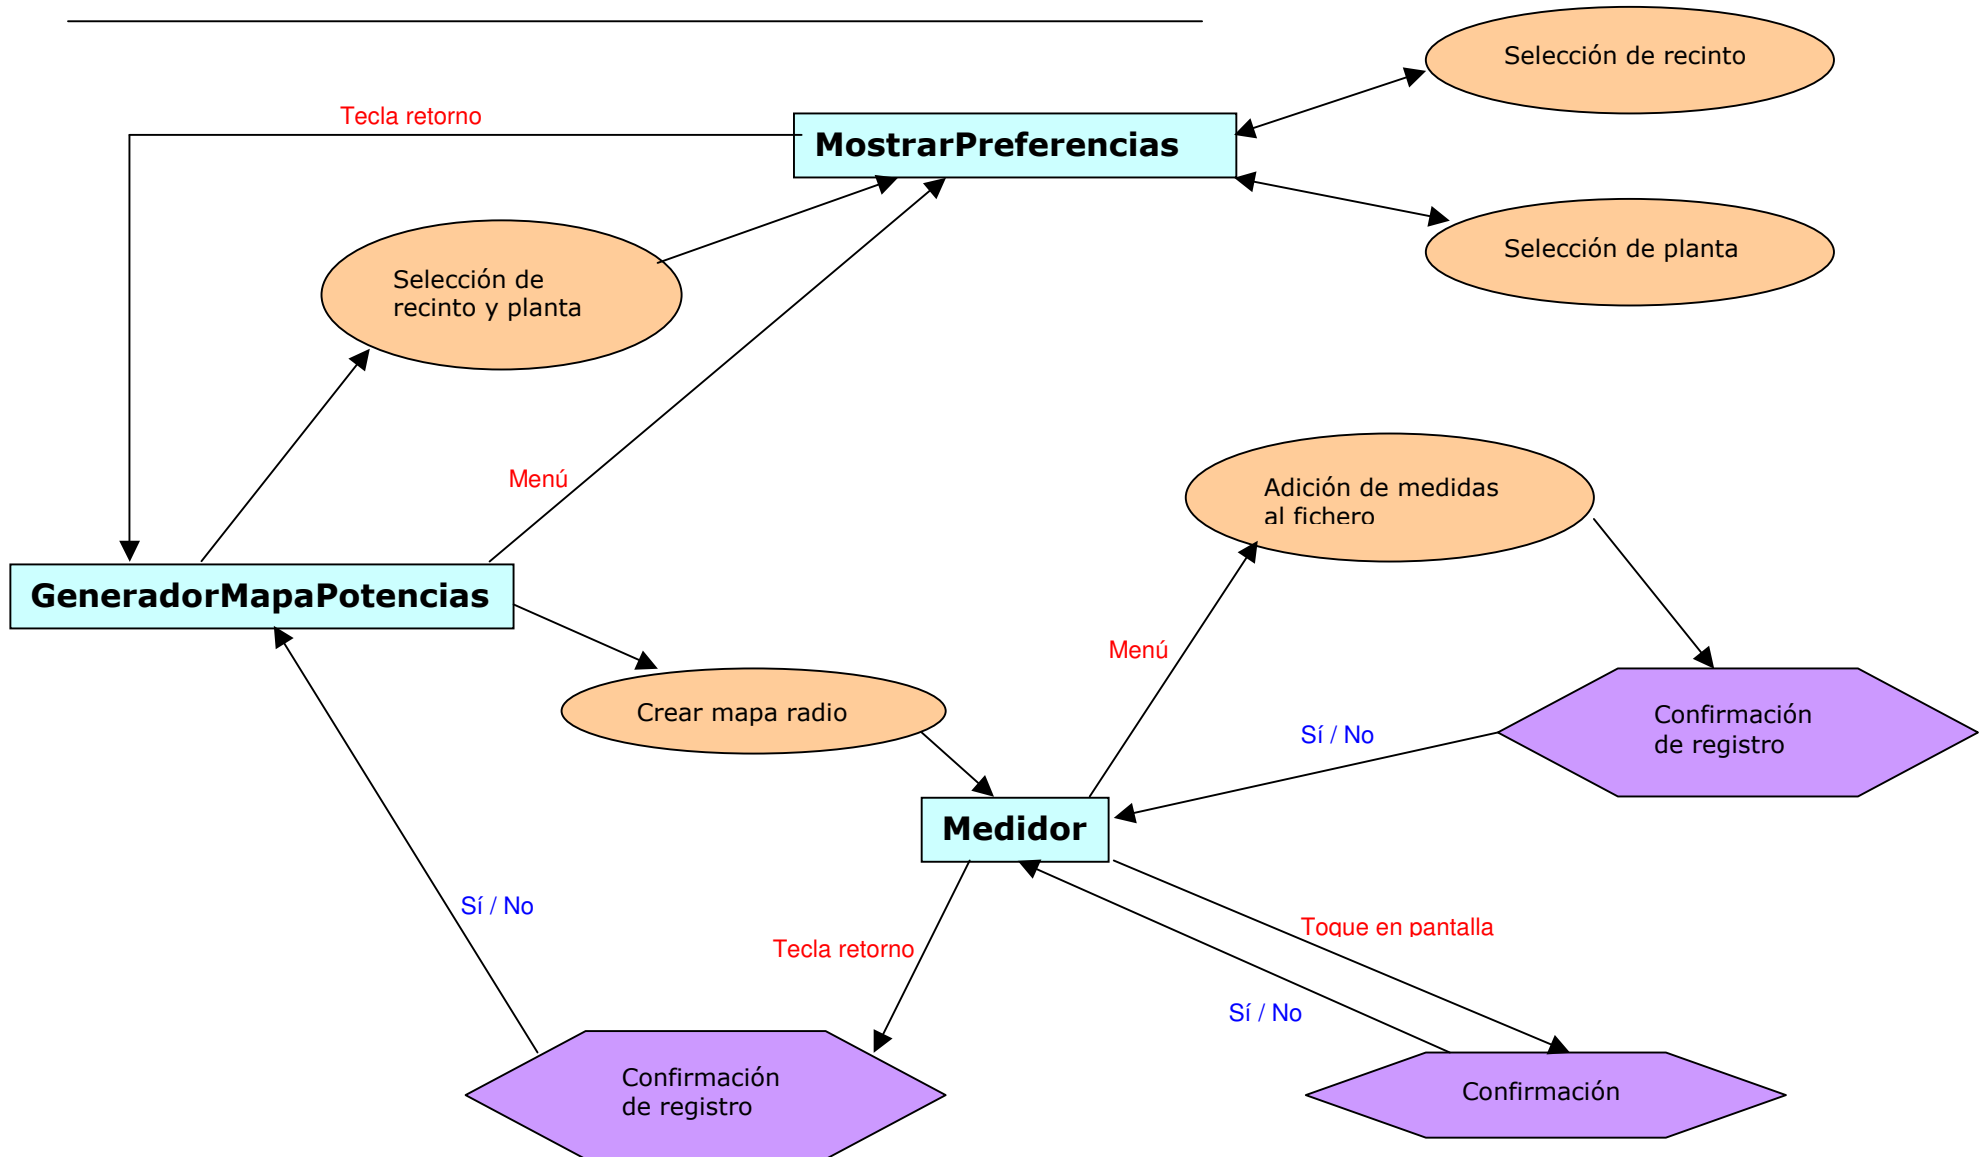 Selección de recinto
Tecla retorno
MostrarPreferencias
Selección de planta
Selección de
recinto y planta
Menú
Adición de medidas
al fichero
GeneradorMapaPotencias
Menú
Crear mapa radio
Confirmación
de registro
Sí / No
Medidor
Sí / No
Toque en pantalla
Tecla retorno
Sí / No
Confirmación
de registro
Confirmación